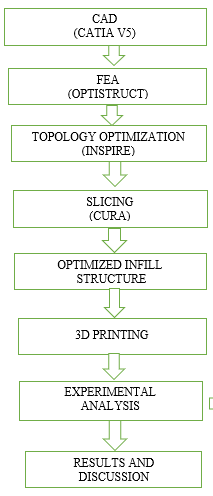 CAD
(CATIA V5)
FEA
(OPTISTRUCT)
TOPOLOGY OPTIMIZATION
(INSPIRE)
SLICING
(CURA)
OPTIMIZED INFILL
STRUCTURE
3D PRINTING
EXPERIMENTAL
ANALYSIS
RESULTS AND
DISCUSSION